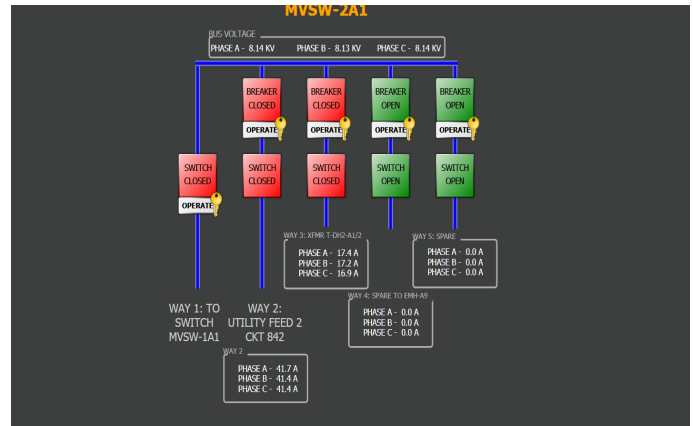 MVSW-2A1
BUS VOLTAGE
PHASE A - 8.14 KV PHASE B - 8.13 KV PHASE C - 8.14 KV
BREAKER CLOSED
OPERATE
BREAKER CLOSED
OPERATE
BREAKER OPEN
OPERATE
BREAKER OPEN
OPERATE
SWITCH CLOSED
OPERATE
SWITCH CLOSED
SWITCH CLOSED
SWITCH OPEN
SWITCH OPEN
WAY 3: XFMR T-DH2-A1/2
PHASE A - 17.4 A
PHASE B - 17.2 A
PHASE C - 16.9 A
WAY 5: SPARE
PHASE A - 0.0 A
PHASE B - 0.0 A
PHASE C - 0.0 A
WAY 4: SPARE TO EMH-A9
PHASE A - 0.0 A
PHASE B - 0.0 A
PHASE C - 0.0 A
WAY 1: TO
SWITCH
MVSW-1A1
WAY 2:
UTILITY FEED 2
CKT 842
WAY 2
PHASE A - 41.7 A
PHASE B - 41.4 A
PHASE C - 41.4 A